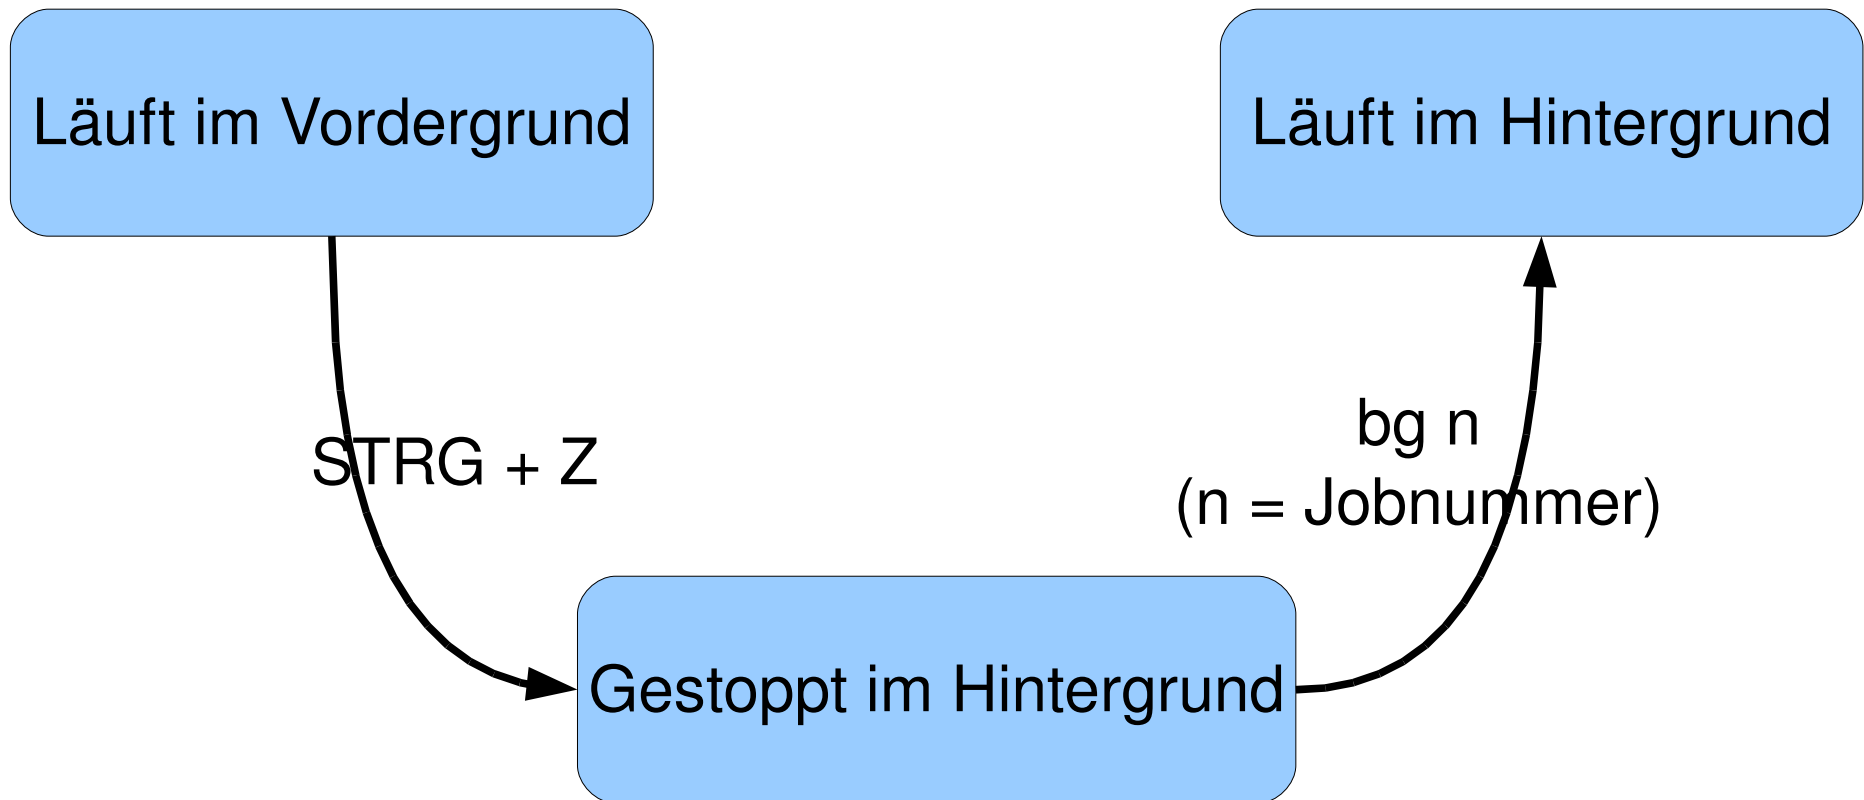 Läuft im Vordergrund
Läuft im Hintergrund
STRG + Z
bg n
(n = Jobnummer)
Gestoppt im Hintergrund